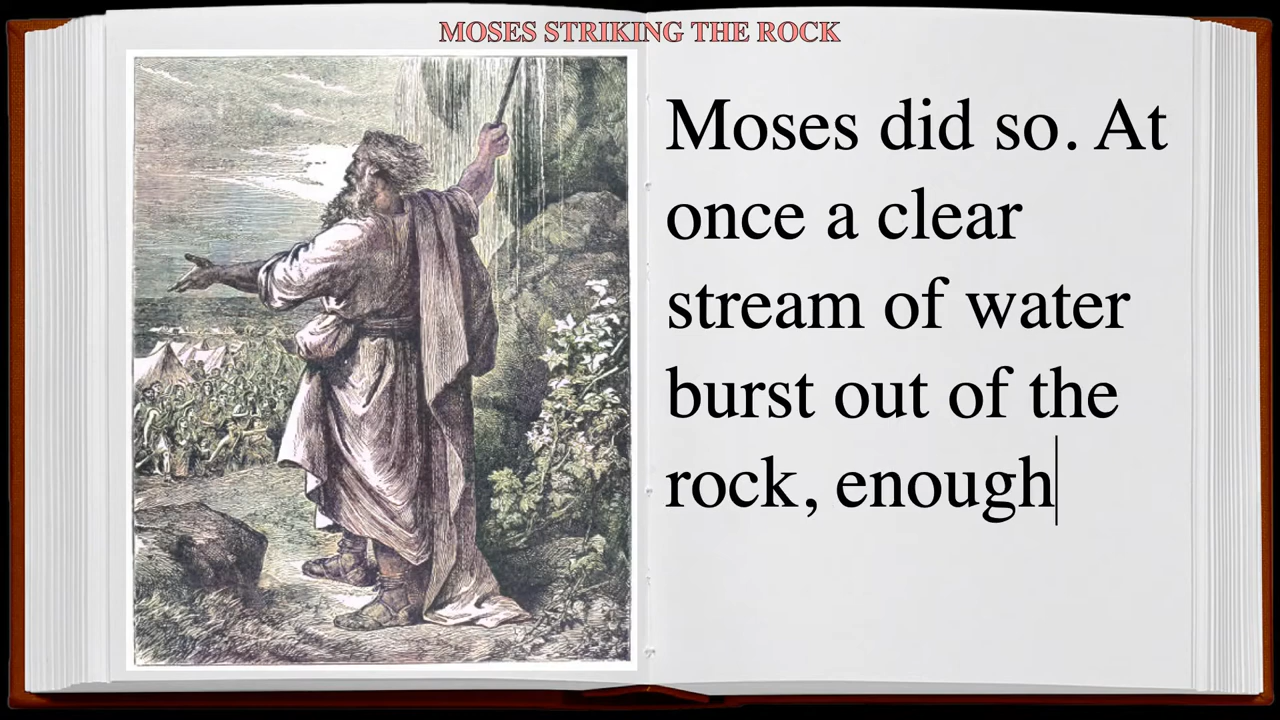 MOSES STRIKING THE ROCK
Moses did so. At
once a clear
stream of water
burst out of the
rock, enough